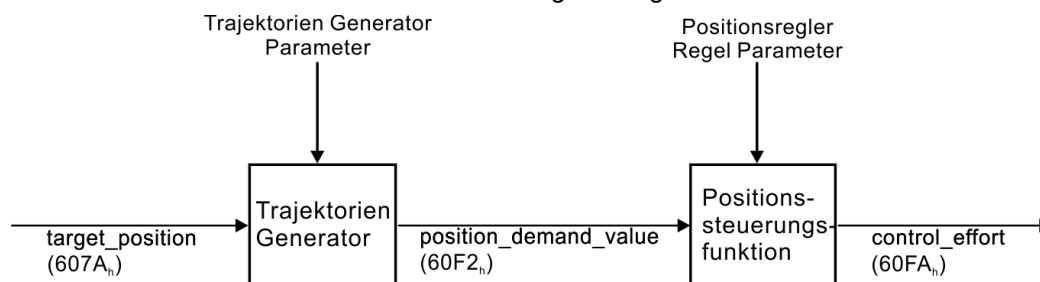 Trajektorien Generator
Parameter
Positionsregler
Regel Parameter
Trajektorien
Generator
Positions-
steuerungs-
funktion
target_position
(607Aₕ)
position_demand_value
(60F2ₕ)
control_effort
(60FAₕ)